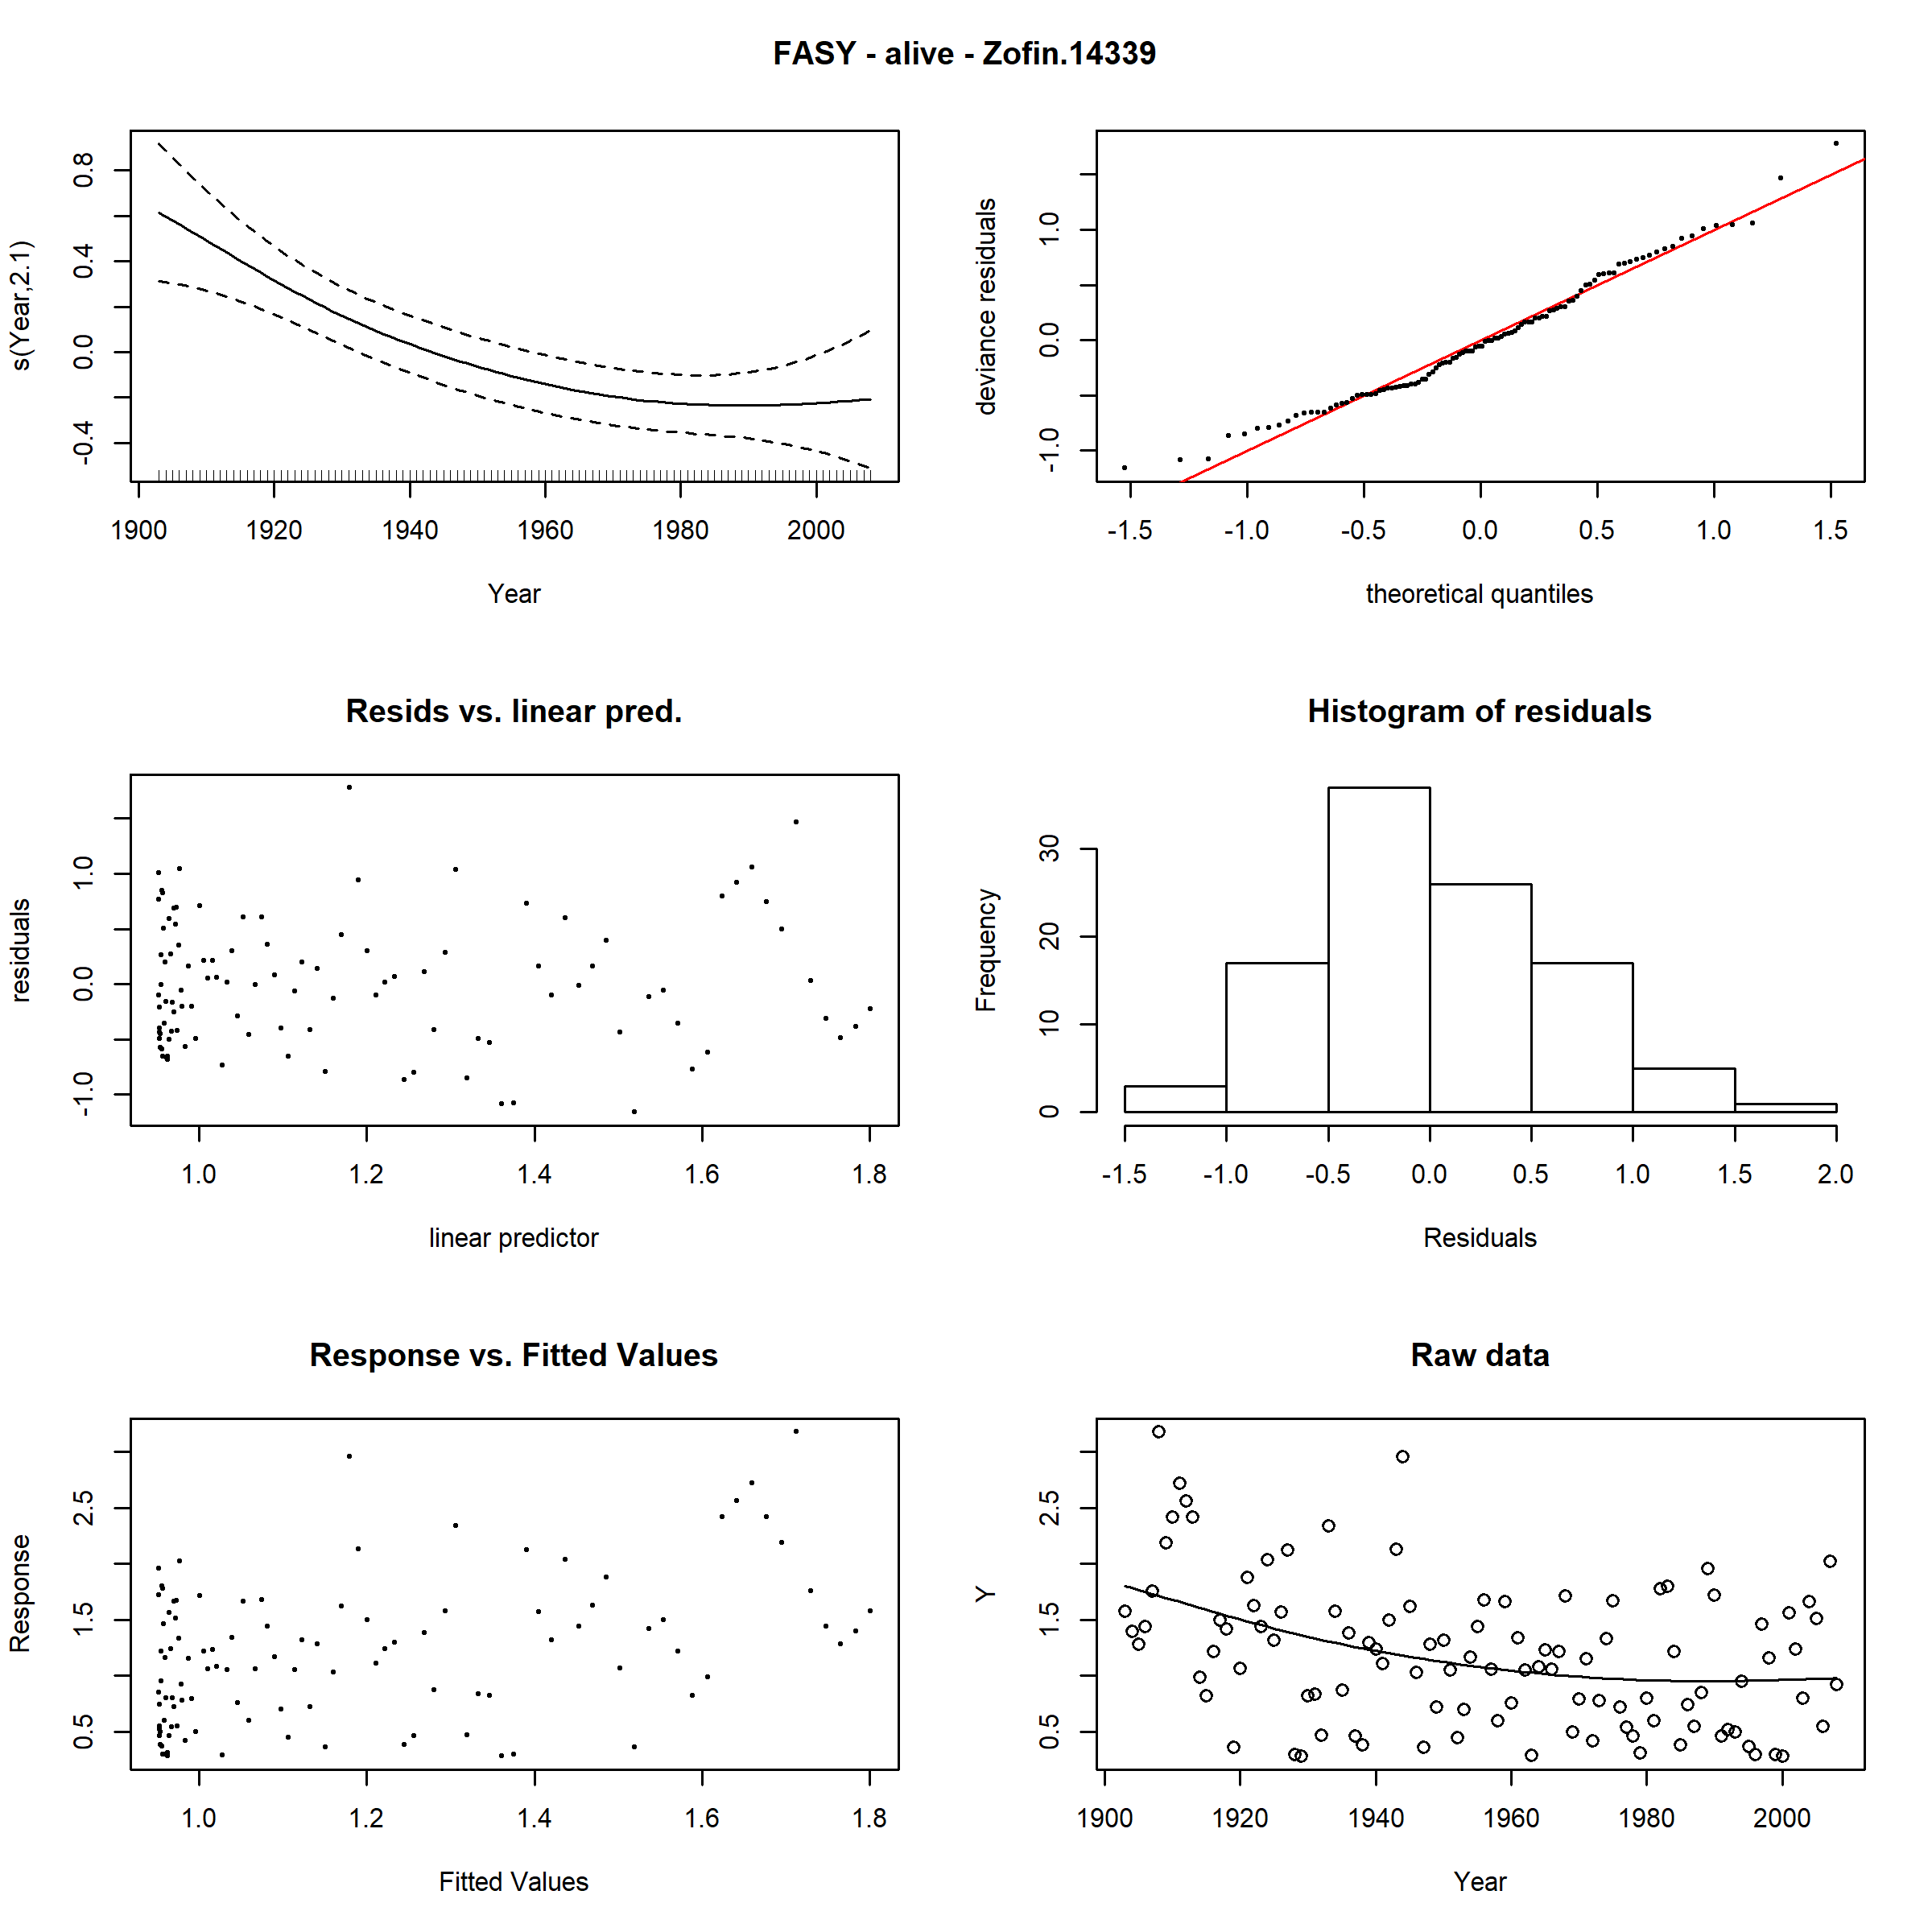 FASY - alive - Zofin.14339
s(Year,2.1)
-0.4 0.0 0.4 0.8
1900 1920 1940 1960 1980 2000
Year
deviance residuals
-1.0 0.0 1.0
-1.5 -1.0 -0.5 0.0 0.5 1.0 1.5
theoretical quantiles
Resids vs. linear pred.
residuals
-1.0 0.0 1.0
1.0 1.2 1.4 1.6 1.8
linear predictor
Histogram of residuals
Frequency
0 10 20 30
-1.5 -1.0 -0.5 0.0 0.5 1.0 1.5 2.0
Residuals
Response vs. Fitted Values
Response
0.5 1.5 2.5
1.0 1.2 1.4 1.6 1.8
Fitted Values
Raw data
Y
0.5 1.5 2.5
1900 1920 1940 1960 1980 2000
Year